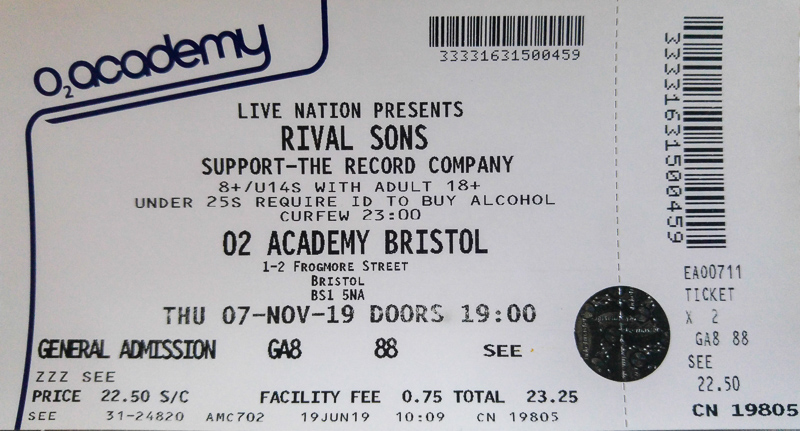 O2 academy
33331631500459
LIVE NATION PRESENTS
RIVAL SONS
SUPPORT-THE RECORD COMPANY
8+/U14S WITH ADULT 18+
UNDER 25S REQUIRE ID TO BUY ALCOHOL
CURFEW 23:00
O2 ACADEMY BRISTOL
1-2 FROGMORE STREET
BRISTOL
BS1 5NA
THU 07-NOV-19 DOORS 19:00
GENERAL ADMISSION GA8 88 SEE
ZZZ SEE
PRICE 22.50 S/C FACILITY FEE 0.75 TOTAL 23.25
SEE 31-24820 AMC702 19JUN19 10:09 CN 19805
33331631500459
EA00711
TICKET
X 2
GA8 88
SEE
22.50
CN 19805